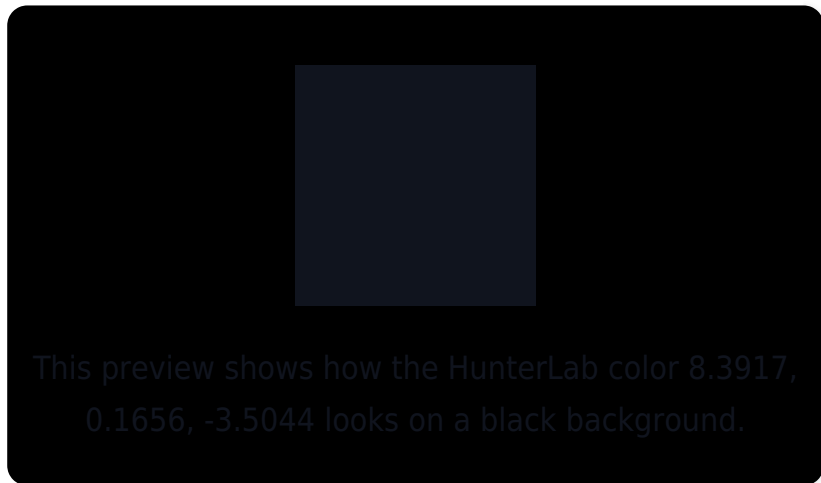 This preview shows how the HunterLab color 8.3917,
0.1656, -3.5044 looks on a black background.